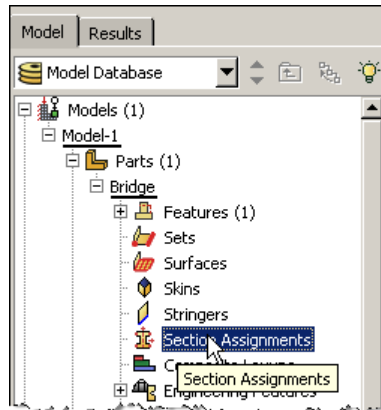 Model Results
Model Database
Models (1)
Model-1
Parts (1)
Bridge
Features (1)
Sets
Surfaces
Skins
Stringers
Section Assignments
Section Assignments
Engineering Features